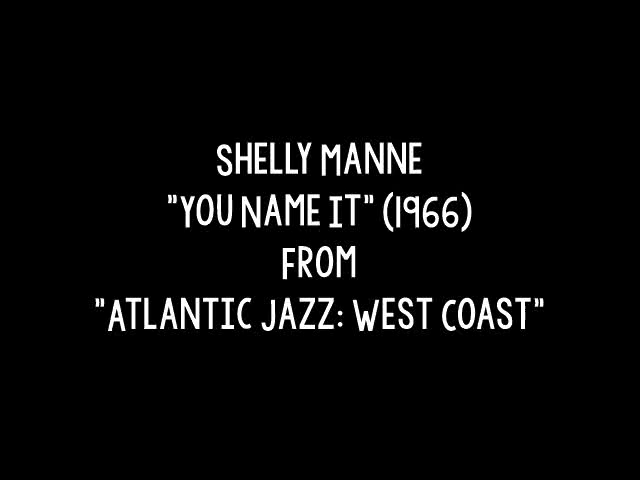 SHELLY MANNE
"YOU NAME IT" (1966)
FROM
"ATLANTIC JAZZ: WEST COAST"